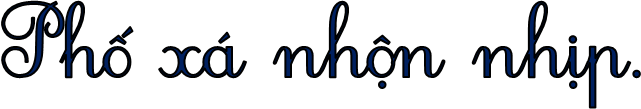 Phố xá nhộn nhịp.